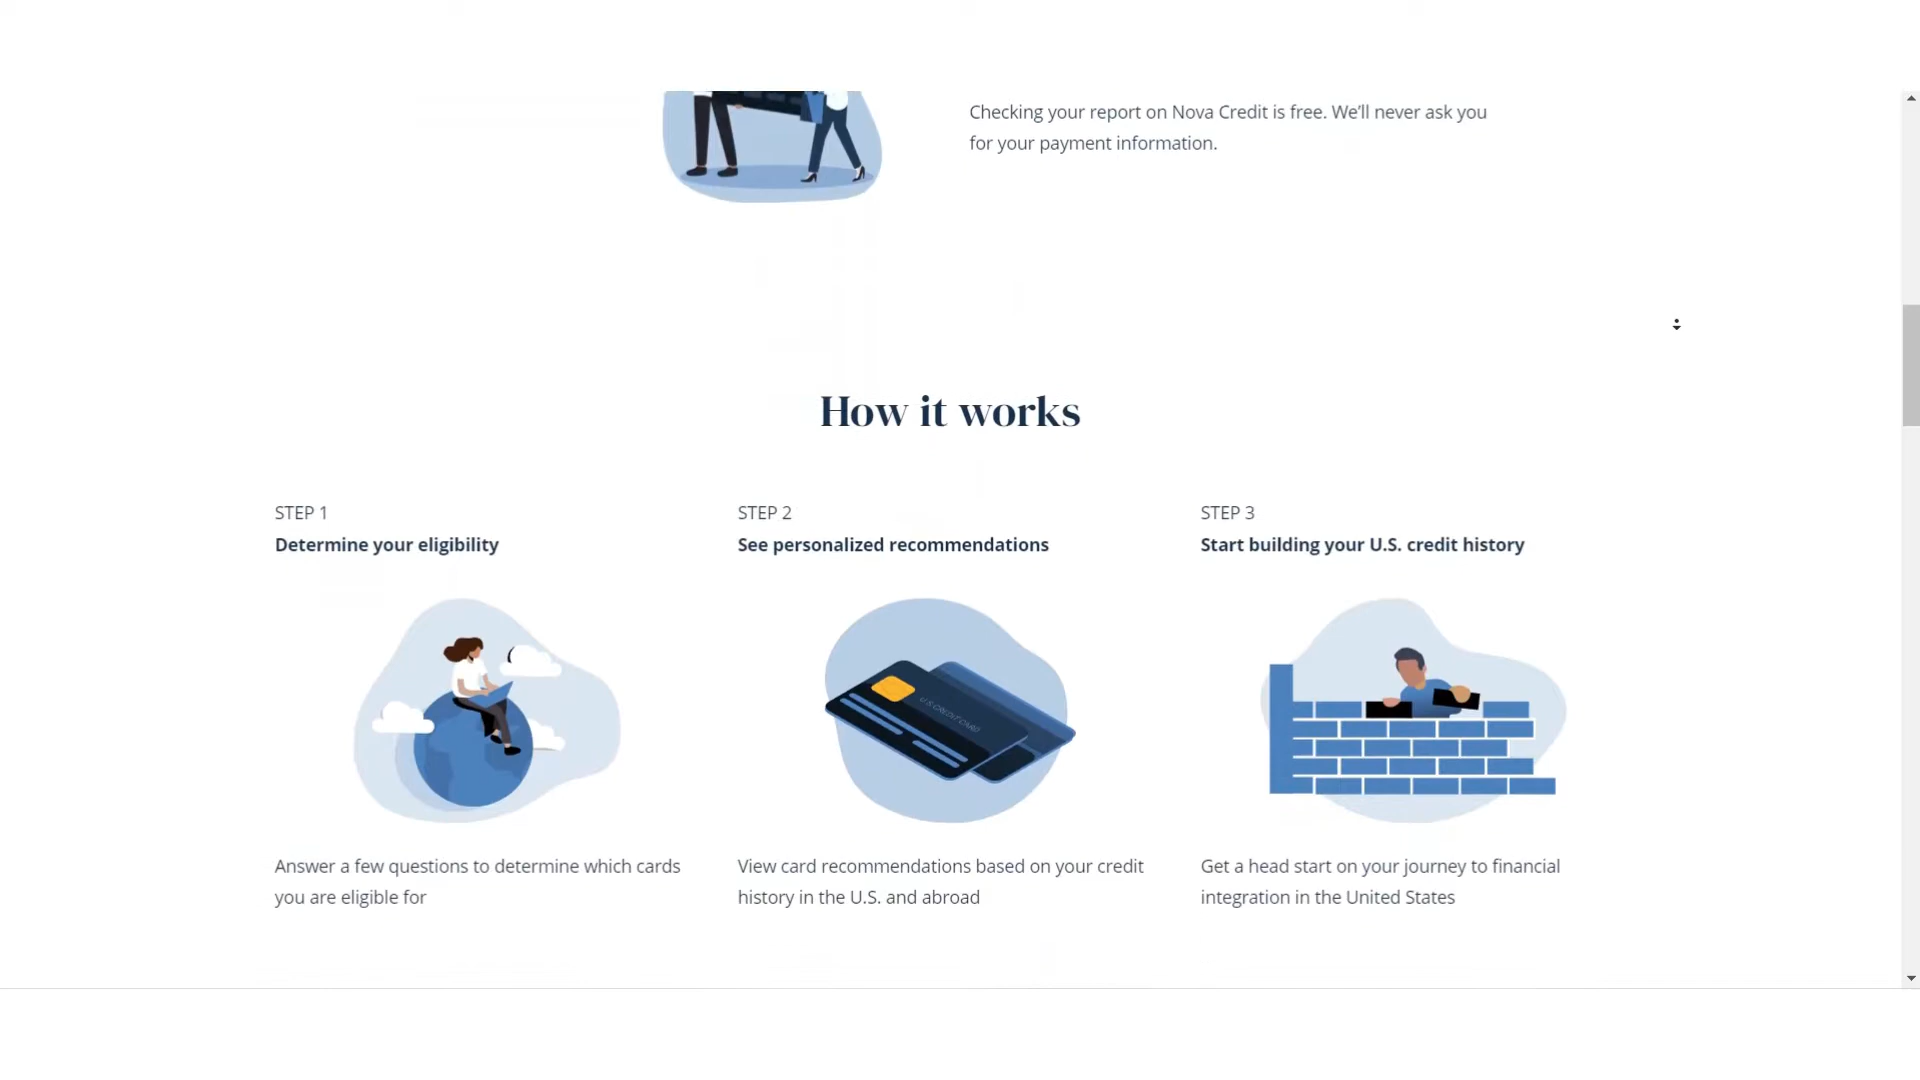 Checking your report on Nova Credit is free. We’ll never ask you
for your payment information.
How it works
STEP 1
Determine your eligibility
STEP 2
See personalized recommendations
STEP 3
Start building your U.S. credit history
U.S CREDIT CARD
Answer a few questions to determine which cards
you are eligible for
View card recommendations based on your credit
history in the U.S. and abroad
Get a head start on your journey to financial
integration in the United States